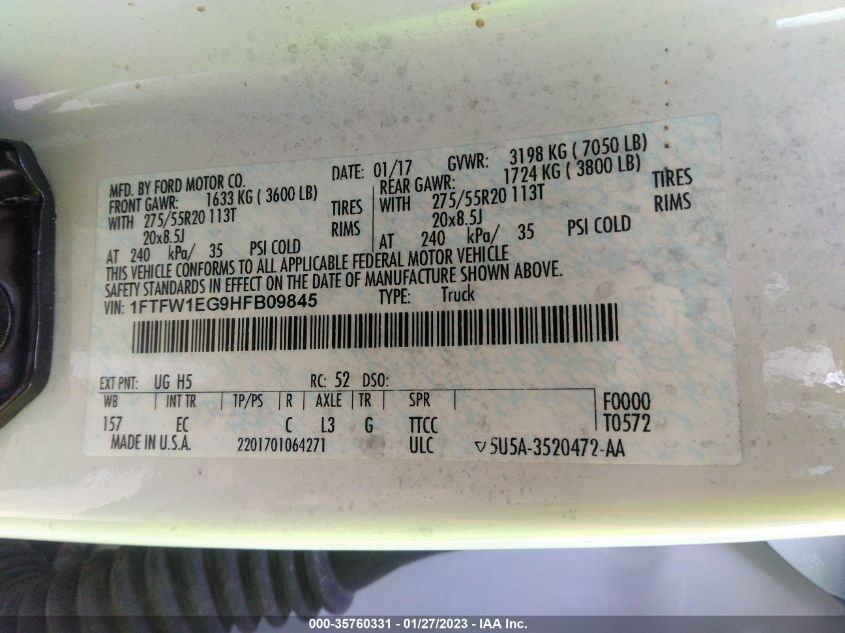 MFD. BY FORD MOTOR CO. DATE: 01/17 GVWR: 3198 KG ( 7050 LB)
FRONT GAWR: 1633 KG ( 3600 LB) REAR GAWR: 1724 KG ( 3800 LB)
WITH 275/55R20 113T TIRES WITH 275/55R20 113T TIRES
20x8.5J RIMS 20x8.5J RIMS
AT 240 kPa/ 35 PSI COLD AT 240 kPa/ 35 PSI COLD
THIS VEHICLE CONFORMS TO ALL APPLICABLE FEDERAL MOTOR VEHICLE
SAFETY STANDARDS IN EFFECT ON THE DATE OF MANUFACTURE SHOWN ABOVE.
VIN: 1FTFW1EG9HFB09845 TYPE: Truck
EXT PNT: UG H5 RC: 52 DSO:
WB INT TR TP/PS R AXLE TR SPR F0000
157 EC C L3 G TTCC T0572
MADE IN U.S.A. 2201701064271 ULC ▽5U5A-3520472-AA
000-35760331 - 01/27/2023 - IAA Inc.